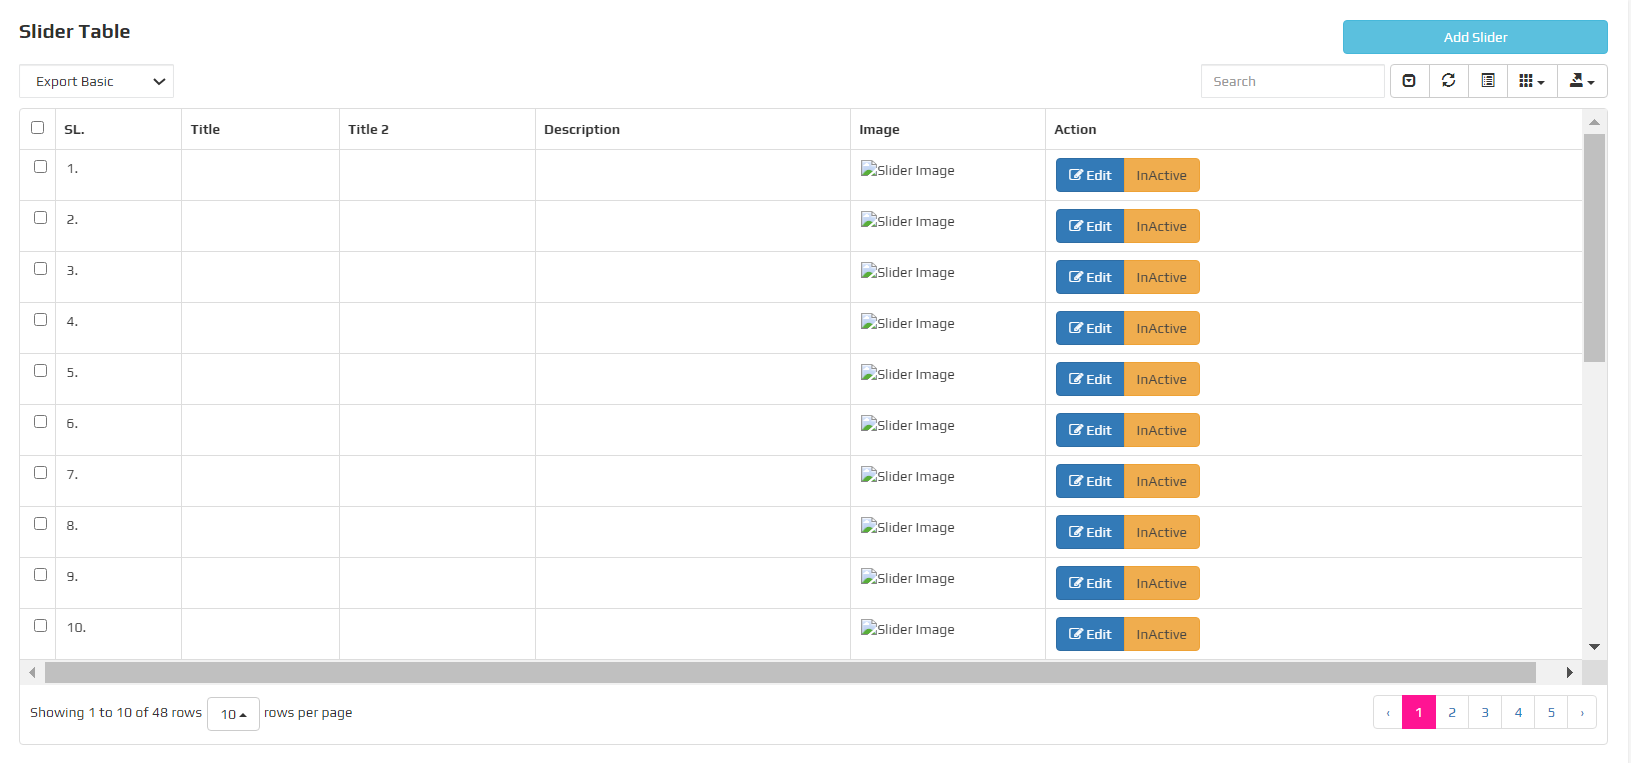 Slider Table
Add Slider
Export Basic
Search
SL. Title Title 2 Description Image Action
1. Slider Image Edit InActive
2. Slider Image Edit InActive
3. Slider Image Edit InActive
4. Slider Image Edit InActive
5. Slider Image Edit InActive
6. Slider Image Edit InActive
7. Slider Image Edit InActive
8. Slider Image Edit InActive
9. Slider Image Edit InActive
10. Slider Image Edit InActive
Showing 1 to 10 of 48 rows 10 rows per page ‹ 1 2 3 4 5 ›